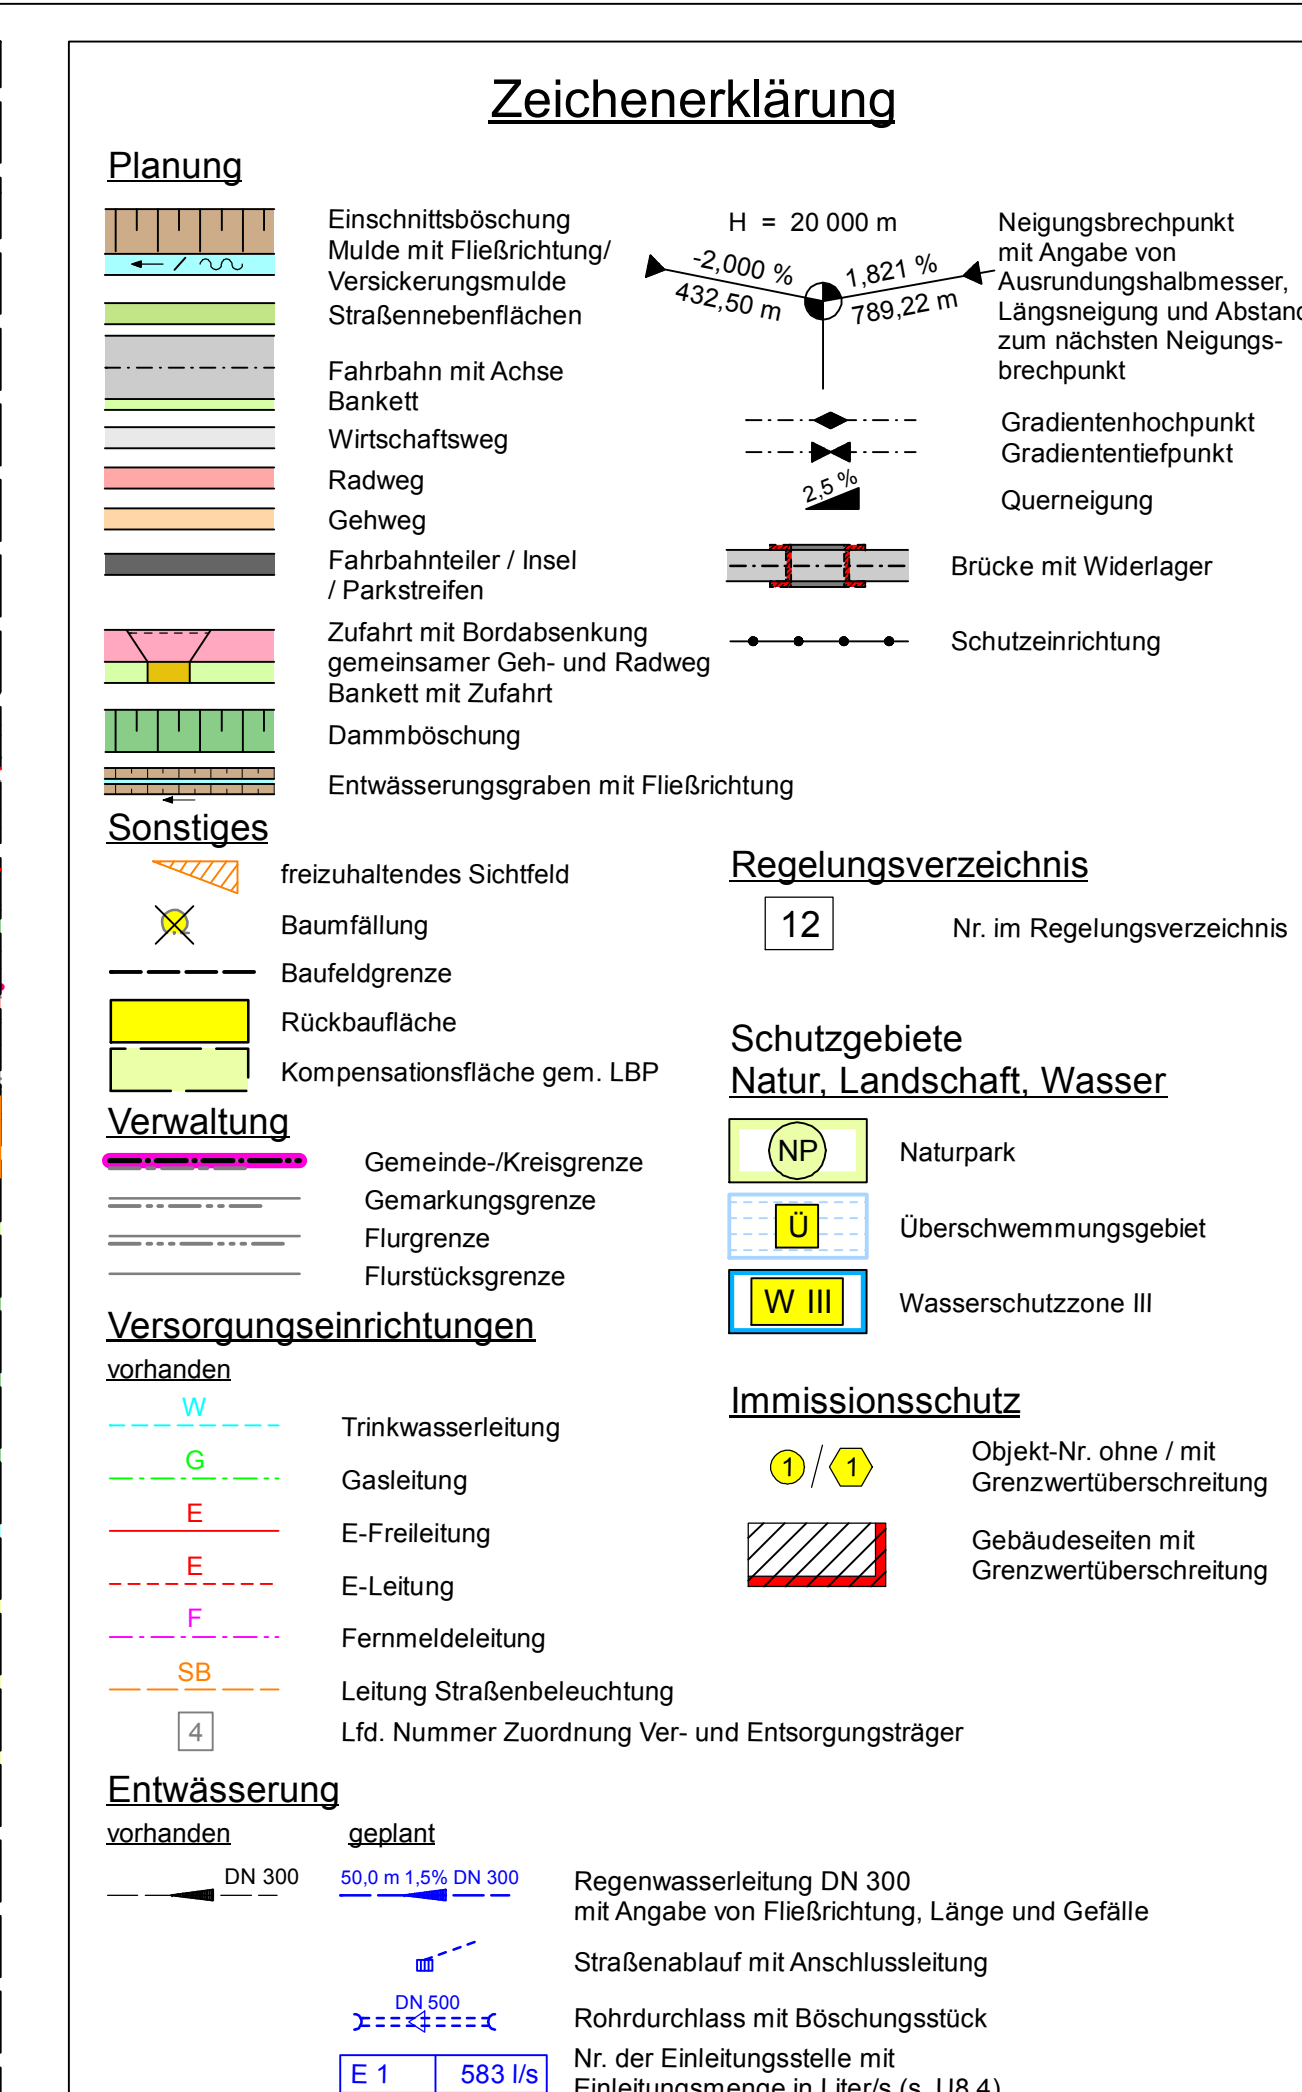 Zeichenerklärung
Planung
Einschnittsböschung
Mulde mit Fließrichtung/
Versickerungsmulde
Straßennebenflächen
Fahrbahn mit Achse
Bankett
Wirtschaftsweg
Radweg
Gehweg
Fahrbahnteiler / Insel
/ Parkstreifen
Zufahrt mit Bordabsenkung
gemeinsamer Geh- und Radweg
Bankett mit Zufahrt
Dammböschung
Entwässerungsgraben mit Fließrichtung
H = 20 000 m
-2,000 %
432,50 m
1,821 %
789,22 m
Neigungsbrechpunkt
mit Angabe von
Ausrundungshalbmesser,
Längsneigung und Abstand
zum nächsten Neigungs-
brechpunkt
Gradientenhochpunkt
Gradiententiefpunkt
2,5 %
Querneigung
Brücke mit Widerlager
Schutzeinrichtung
Sonstiges
freizuhaltendes Sichtfeld
Baumfällung
Baufeldgrenze
Rückbaufläche
Kompensationsfläche gem. LBP
Regelungsverzeichnis
12
Nr. im Regelungsverzeichnis
Schutzgebiete
Natur, Landschaft, Wasser
NP
Naturpark
Ü
Überschwemmungsgebiet
W III
Wasserschutzzone III
Verwaltung
Gemeinde-/Kreisgrenze
Gemarkungsgrenze
Flurgrenze
Flurstücksgrenze
Versorgungseinrichtungen
vorhanden
W
Trinkwasserleitung
G
Gasleitung
E
E-Freileitung
E
E-Leitung
F
Fernmeldeleitung
SB
Leitung Straßenbeleuchtung
4
Lfd. Nummer Zuordnung Ver- und Entsorgungsträger
Immissionsschutz
1 / 1
Objekt-Nr. ohne / mit
Grenzwertüberschreitung
Gebäudeseiten mit
Grenzwertüberschreitung
Entwässerung
vorhanden
geplant
DN 300
50,0 m 1,5% DN 300
Regenwasserleitung DN 300
mit Angabe von Fließrichtung, Länge und Gefälle
Straßenablauf mit Anschlussleitung
DN 500
Rohrdurchlass mit Böschungsstück
E 1
583 l/s
Nr. der Einleitungsstelle mit
Einleitungsmenge in Liter/s (s. U8.4)